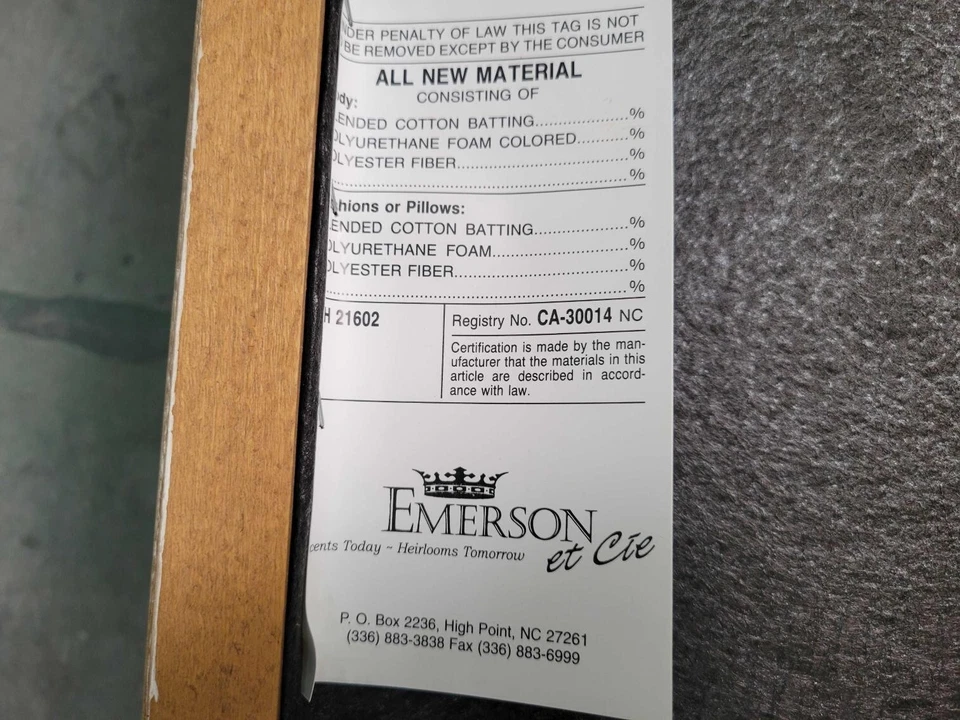 NDER PENALTY OF LAW THIS TAG IS NOT
BE REMOVED EXCEPT BY THE CONSUMER
ALL NEW MATERIAL
CONSISTING OF
dy:
ENDED COTTON BATTING....................%
OLYURETHANE FOAM COLORED.......%
OLYESTER FIBER....................................%
..............................................................%
hions or Pillows:
ENDED COTTON BATTING....................%
OLYURETHANE FOAM.............................%
OLYESTER FIBER....................................%
..............................................................%
H 21602
Registry No. CA-30014 NC
Certification is made by the man-
ufacturer that the materials in this
article are described in accord-
ance with law.
EMERSON
et Cie
cents Today ~ Heirlooms Tomorrow
P. O. Box 2236, High Point, NC 27261
(336) 883-3838 Fax (336) 883-6999